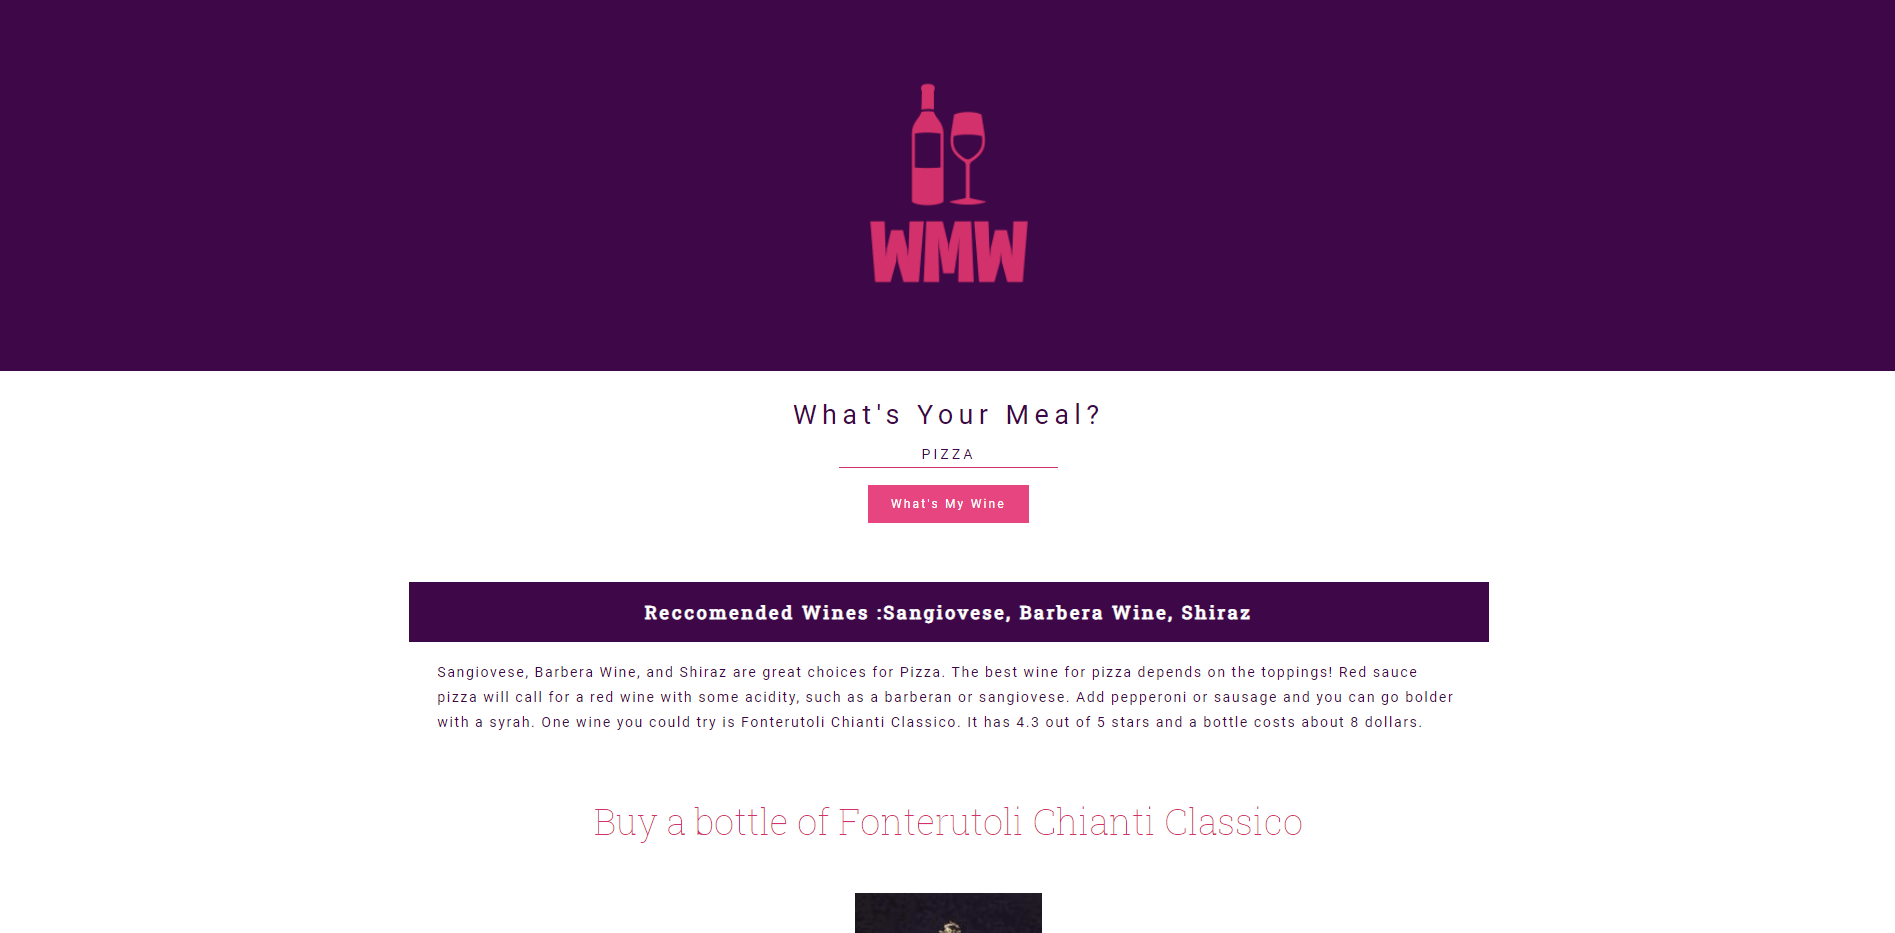 WMW
What's Your Meal?
PIZZA
What's My Wine
Reccomended Wines :Sangiovese, Barbera Wine, Shiraz
Sangiovese, Barbera Wine, and Shiraz are great choices for Pizza. The best wine for pizza depends on the toppings! Red sauce
pizza will call for a red wine with some acidity, such as a barberan or sangiovese. Add pepperoni or sausage and you can go bolder
with a syrah. One wine you could try is Fonterutoli Chianti Classico. It has 4.3 out of 5 stars and a bottle costs about 8 dollars.
Buy a bottle of Fonterutoli Chianti Classico